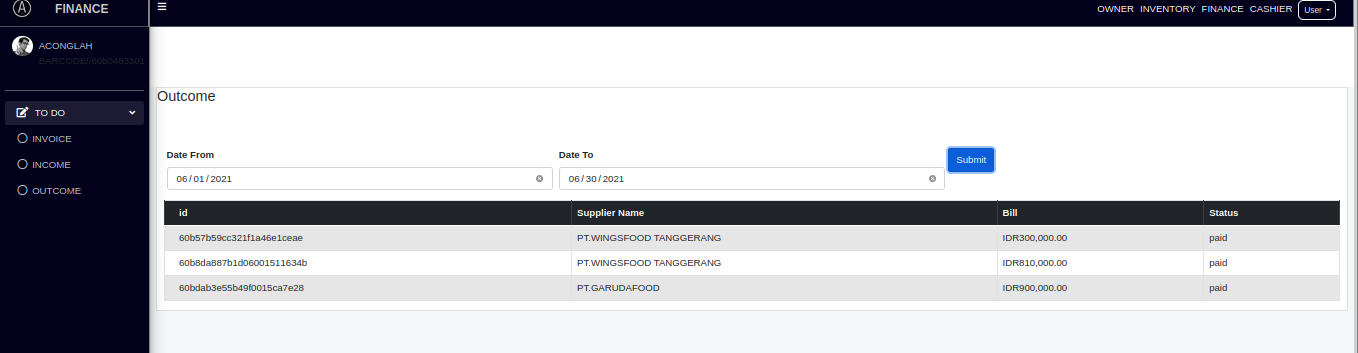 A FINANCE
OWNER INVENTORY FINANCE CASHIER User
ACONGLAH
BARCODE//60b0483301
TO DO
INVOICE
INCOME
OUTCOME
Outcome
Date From Date To
06/01/2021 06/30/2021 Submit
id Supplier Name Bill Status
60b57b59cc321f1a46e1ceae PT.WINGSFOOD TANGGERANG IDR300,000.00 paid
60b8da887b1d06001511634b PT.WINGSFOOD TANGGERANG IDR810,000.00 paid
60bdab3e55b49f0015ca7e28 PT.GARUDAFOOD IDR900,000.00 paid